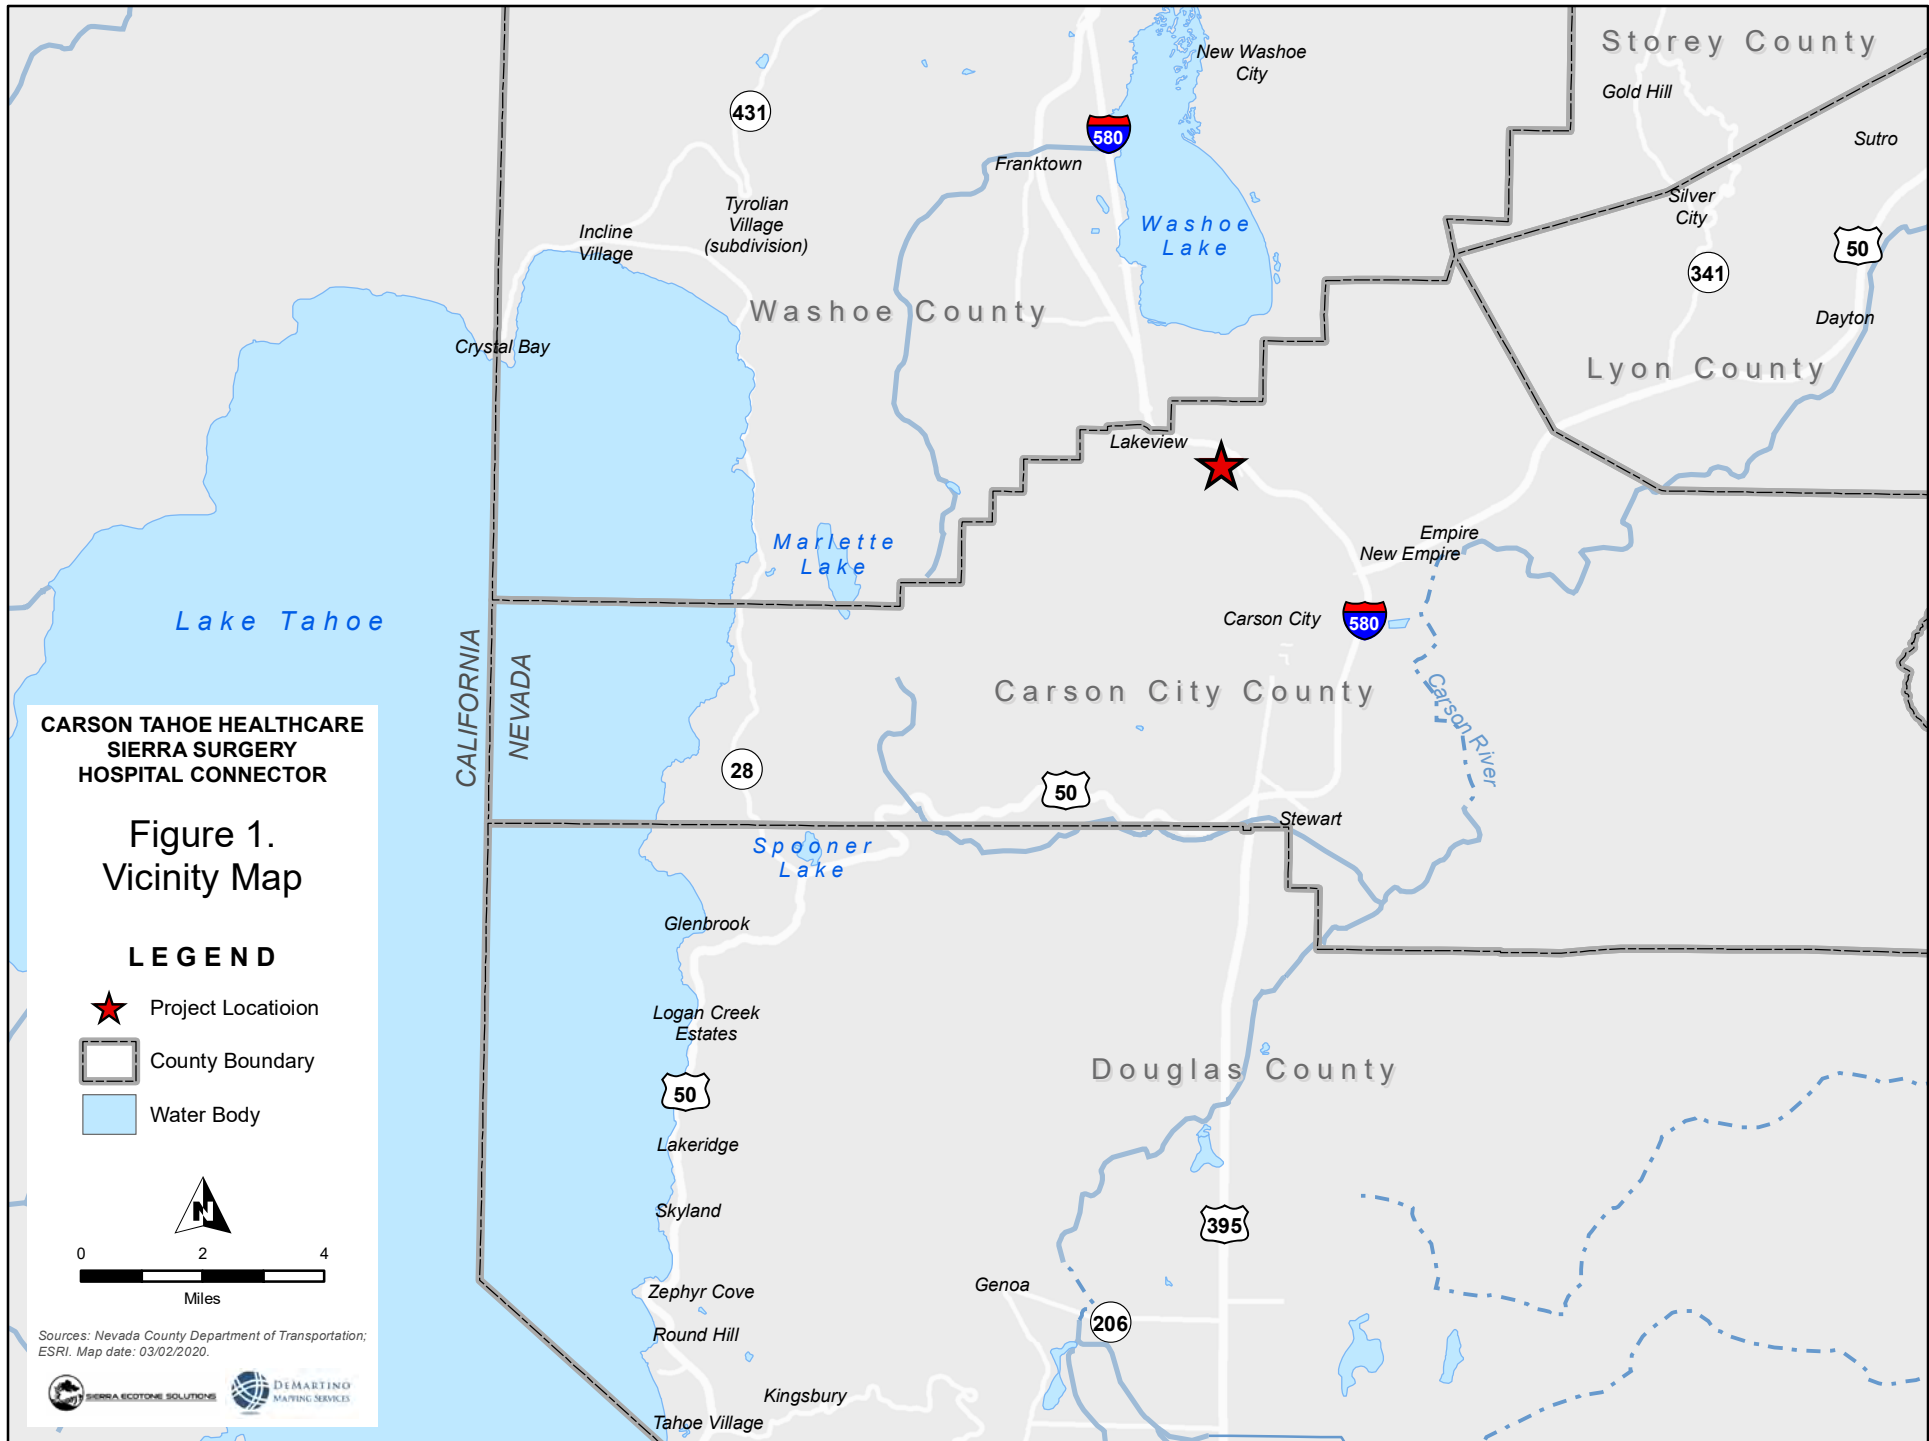 Storey County
New Washoe
City
Gold Hill
431
580
Sutro
Franktown
Tyrolian
Village
(subdivision)
Silver
City
Incline
Village
Washoe
Lake
50
341
Washoe County
Dayton
Crystal Bay
Lyon County
Lakeview
Empire
New Empire
Marlette
Lake
Lake Tahoe
Carson City
580
CALIFORNIA
NEVADA
Carson City County
Carson River
28
50
Stewart
Spooner
Lake
Glenbrook
Logan Creek
Estates
Douglas County
50
Lakeridge
Skyland
395
Genoa
Zephyr Cove
206
Round Hill
Kingsbury
Tahoe Village
CARSON TAHOE HEALTHCARE
SIERRA SURGERY
HOSPITAL CONNECTOR
Figure 1.
Vicinity Map
LEGEND
Project Locatioion
County Boundary
Water Body
N
0 2 4
Miles
Sources: Nevada County Department of Transportation;
ESRI. Map date: 03/02/2020.
SIERRA ECOTONE SOLUTIONS
DEMARTINO
MAPPING SERVICES